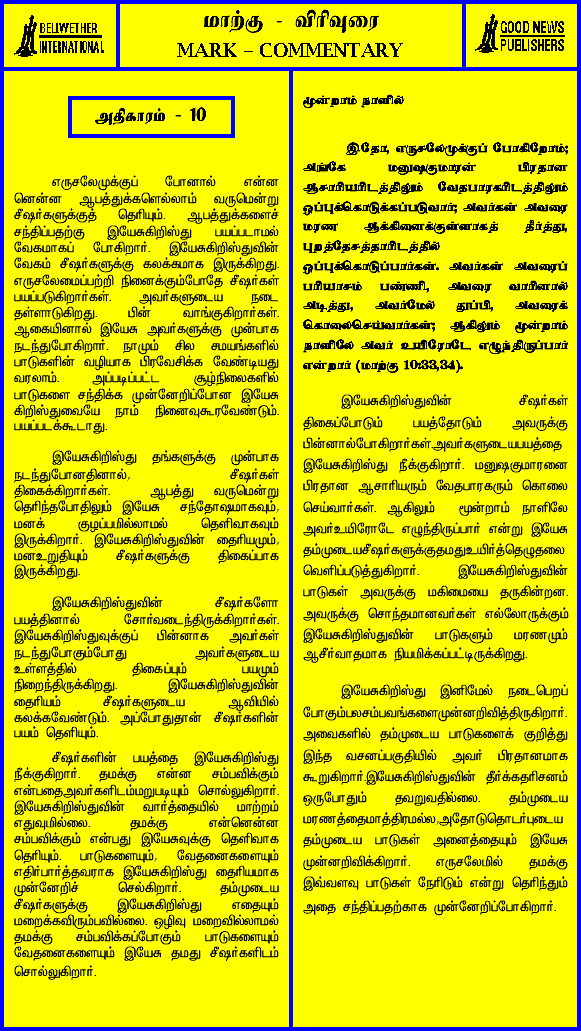 BELLWETHER
INTERNATIONAL
மாற்கு - விரிவுரை
MARK – COMMENTARY
GOOD NEWS
PUBLISHERS
அதிகாரம் - 10
எருசலேமுக்குப் போனால் என்ன
னென்ன ஆபத்துக்களெல்லாம் வருமென்று
சீஷர்களுக்குத் தெரியும். ஆபத்துக்களைச்
சந்திப்பதற்கு இயேசுகிறிஸ்து பயப்படாமல்
வேகமாகப் போகிறார். இயேசுகிறிஸ்துவின்
வேகம் சீஷர்களுக்கு கலக்கமாக இருக்கிறது.
எருசலேமைப்பற்றி நினைக்கும்போதே சீஷர்கள்
பயப்படுகிறார்கள். அவர்களுடைய நடை
தள்ளாடுகிறது. பின் வாங்குகிறார்கள்.
ஆகையினால் இயேசு அவர்களுக்கு முன்பாக
நடந்துபோகிறார். நாமும் சில சமயங்களில்
பாடுகளின் வழியாக பிரவேசிக்க வேண்டியது
வரலாம். அப்படிப்பட்ட சூழ்நிலைகளில்
பாடுகளை சந்திக்க முன்னேறிப்போன இயேசு
கிறிஸ்துவையே நாம் நினைவுகூரவேண்டும்.
பயப்படக்கூடாது.
இயேசுகிறிஸ்து தங்களுக்கு முன்பாக
நடந்துபோனதினால், சீஷர்கள்
திகைக்கிறார்கள். ஆபத்து வருமென்று
தெரிந்தபோதிலும் இயேசு சந்தோஷமாகவும்,
மனக் குழப்பமில்லாமல் தெளிவாகவும்
இருக்கிறார். இயேசுகிறிஸ்துவின் தைரியமும்,
மனஉறுதியும் சீஷர்களுக்கு திகைப்பாக
இருக்கிறது.
இயேசுகிறிஸ்துவின் சீஷர்களோ
பயத்தினால் சோர்வடைந்திருக்கிறார்கள்.
இயேசுகிறிஸ்துவுக்குப் பின்னாக அவர்கள்
நடந்துபோகும்போது அவர்களுடைய
உள்ளத்தில் திகைப்பும் பயமும்
நிறைந்திருக்கிறது. இயேசுகிறிஸ்துவின்
தைரியம் சீஷர்களுடைய ஆவியில்
கலக்கவேண்டும். அப்போதுதான் சீஷர்களின்
பயம் தெளியும்.
சீஷர்களின் பயத்தை இயேசுகிறிஸ்து
நீக்குகிறார். தமக்கு என்ன சம்பவிக்கும்
என்பதைஅவர்களிடம்மறுபடியும் சொல்லுகிறார்.
இயேசுகிறிஸ்துவின் வார்த்தையில் மாற்றம்
எதுவுமில்லை. தமக்கு என்னென்ன
சம்பவிக்கும் என்பது இயேசுவுக்கு தெளிவாக
தெரியும். பாடுகளையும், வேதனைகளையும்
எதிர்பார்த்தவராக இயேசுகிறிஸ்து தைரியமாக
முன்னேறிச் செல்கிறார். தம்முடைய
சீஷர்களுக்கு இயேசுகிறிஸ்து எதையும்
மறைக்கவிரும்பவில்லை. ஒழிவு மறைவில்லாமல்
தமக்கு சம்பவிக்கப்போகும் பாடுகளையும்
வேதனைகளையும் இயேசு தமது சீஷர்களிடம்
சொல்லுகிறார்.
மூன்றாம் நாளில்
இதோ, எருசலேமுக்குப் போகிறோம்;
அங்கே மனுஷகுமாரன் பிரதான
ஆசாரியரிடத்திலும் வேதபாரகரிடத்திலும்
ஒப்புக்கொடுக்கப்படுவார்; அவர்கள் அவரை
மரண ஆக்கினைக்குள்ளாகத் தீர்த்து,
புறத்தேசத்தாரிடத்தில்
ஒப்புக்கொடுப்பார்கள். அவர்கள் அவரைப்
பரியாசம் பண்ணி, அவரை வாரினால்
அடித்து, அவர்மேல் துப்பி, அவரைக்
கொலைசெய்வார்கள்; ஆகிலும் மூன்றாம்
நாளிலே அவர் உயிரோடே எழுந்திருப்பார்
என்றார் (மாற்கு 10:33,34).
இயேசுகிறிஸ்துவின் சீஷர்கள்
திகைப்போடும் பயத்தோடும் அவருக்கு
பின்னால்போகிறார்கள்.அவர்களுடையபயத்தை
இயேசுகிறிஸ்து நீக்குகிறார். மனுஷகுமாரனை
பிரதான ஆசாரியரும் வேதபாரகரும் கொலை
செய்வார்கள். ஆகிலும் மூன்றாம் நாளிலே
அவர்உயிரோடே எழுந்திருப்பார் என்று இயேசு
தம்முடையசீஷர்களுக்குதமதுஉயிர்த்தெழுதலை
வெளிப்படுத்துகிறார். இயேசுகிறிஸ்துவின்
பாடுகள் அவருக்கு மகிமையை தருகின்றன.
அவருக்கு சொந்தமானவர்கள் எல்லோருக்கும்
இயேசுகிறிஸ்துவின் பாடுகளும் மரணமும்
ஆசீர்வாதமாக நியமிக்கப்பட்டிருக்கிறது.
இயேசுகிறிஸ்து இனிமேல் நடைபெறப்
போகும்பலசம்பவங்களைமுன்னறிவித்திருகிறார்.
அவைகளில் தம்முடைய பாடுகளைக் குறித்து
இந்த வசனப்பகுதியில் அவர் பிரதானமாக
கூறுகிறார்.இயேசுகிறிஸ்துவின் தீர்க்கதரிசனம்
ஒருபோதும் தவறுவதில்லை. தம்முடைய
மரணத்தைமாத்திரமல்ல,அதோடுதொடர்புடைய
தம்முடைய பாடுகள் அனைத்தையும் இயேசு
முன்னறிவிக்கிறார். எருசலேமில் தமக்கு
இவ்வளவு பாடுகள் நேரிடும் என்று தெரிந்தும்
அதை சந்திப்பதற்காக முன்னேறிப்போகிறார்.